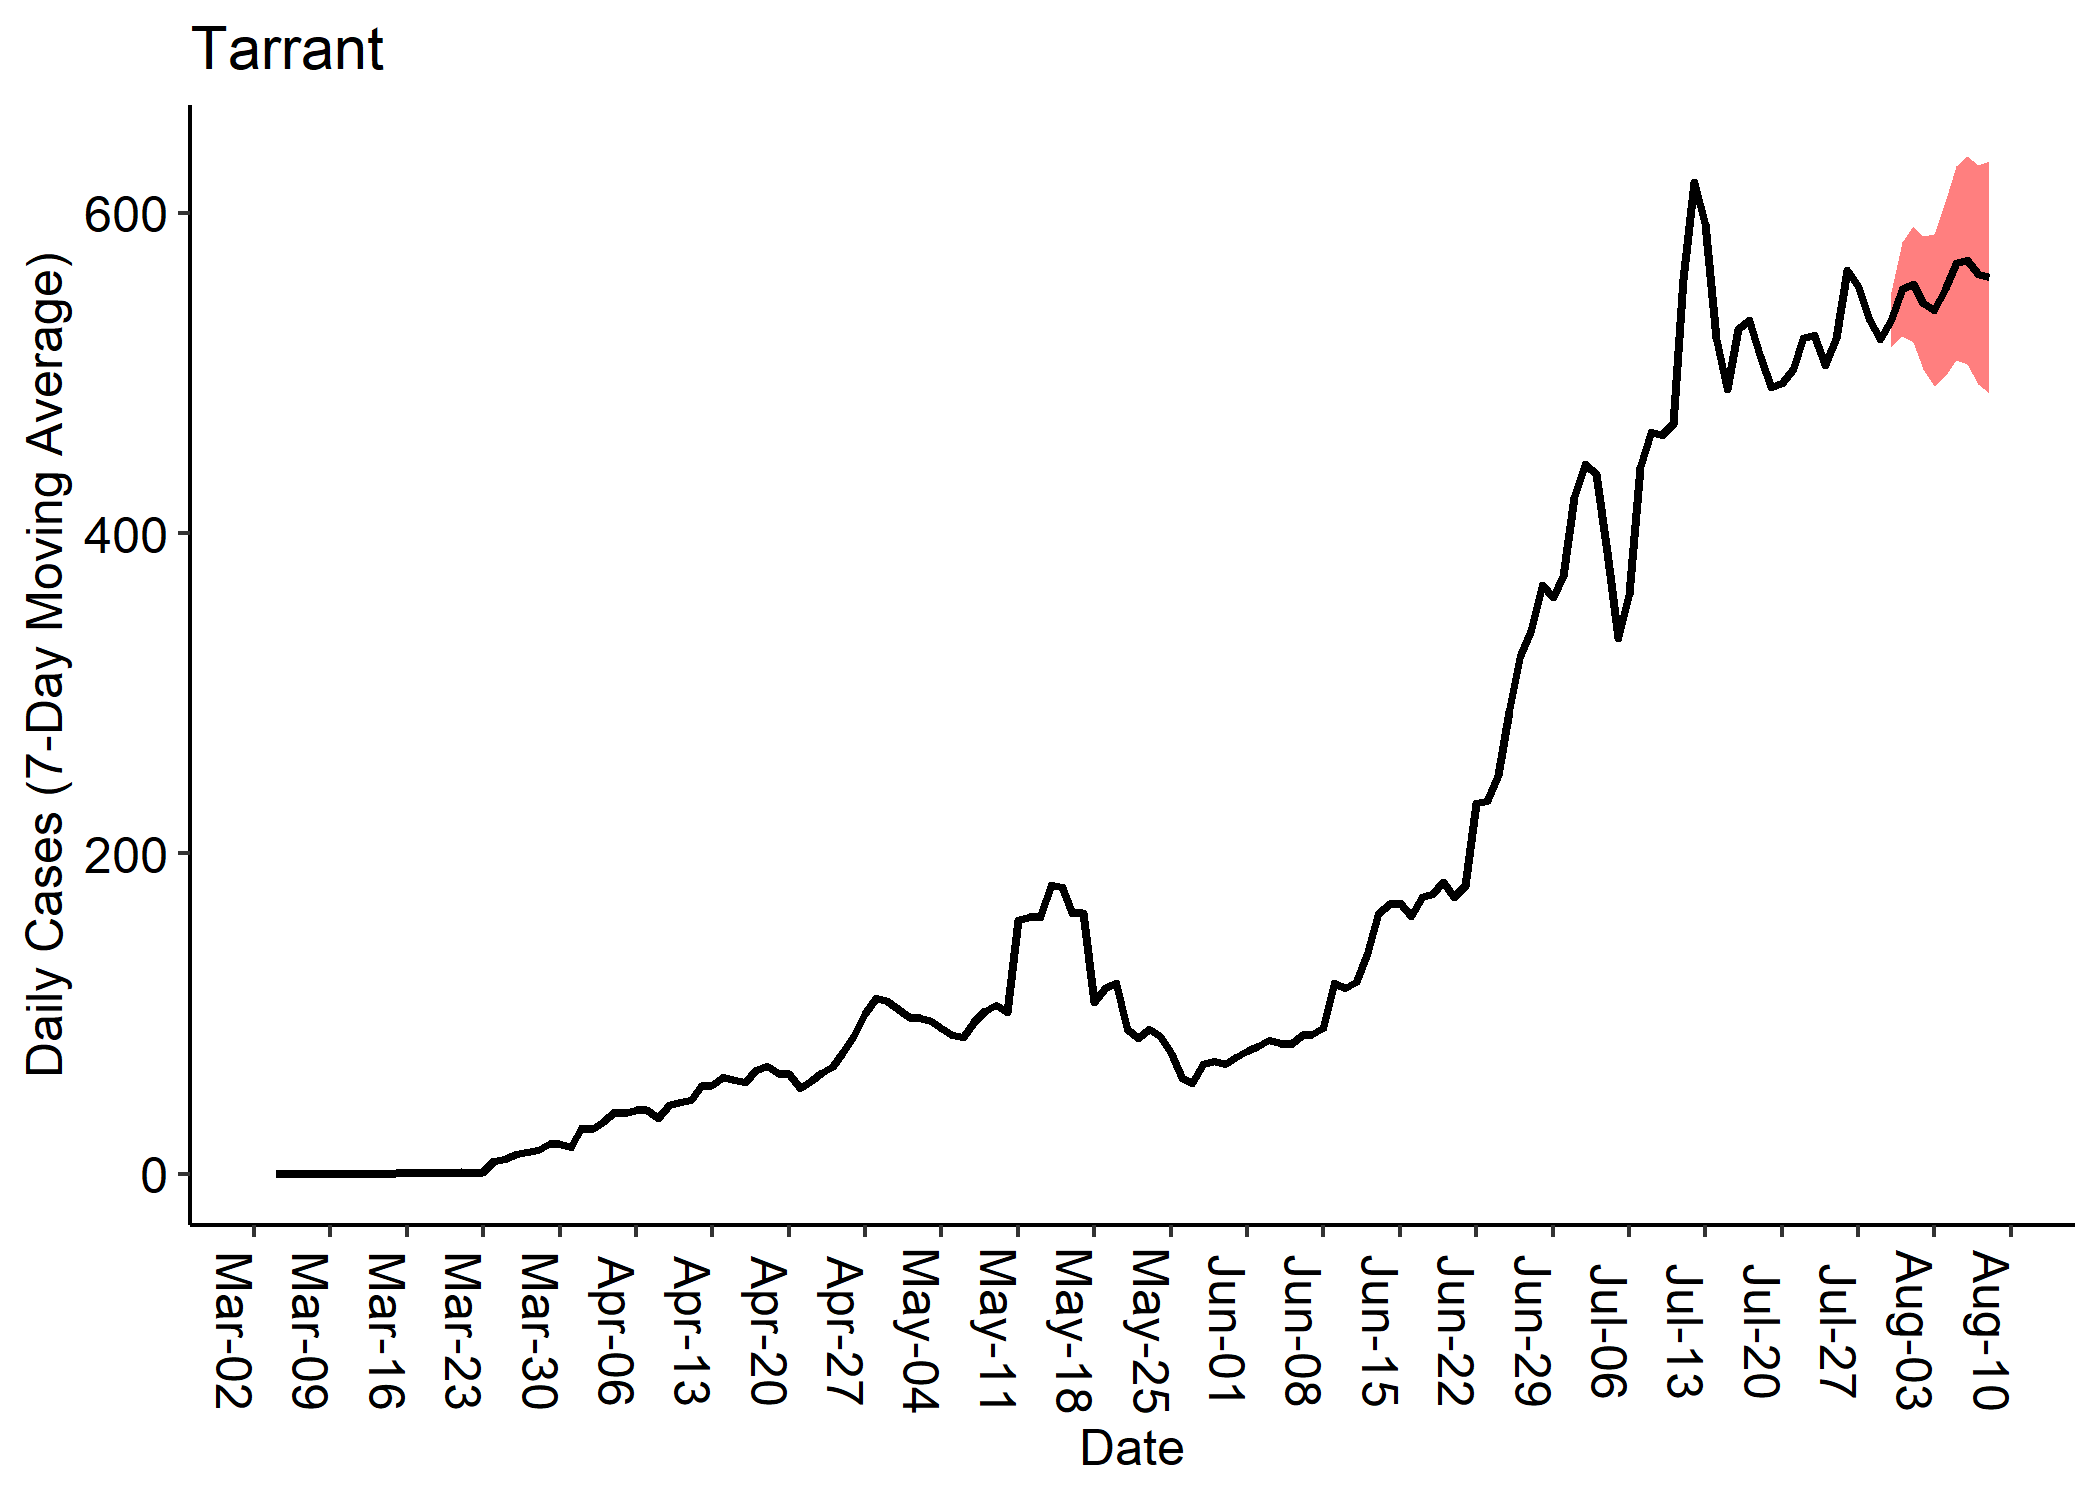 Tarrant
Daily Cases (7-Day Moving Average)
600
400
200
0
Mar-02
Mar-09
Mar-16
Mar-23
Mar-30
Apr-06
Apr-13
Apr-20
Apr-27
May-04
May-11
May-18
May-25
Jun-01
Jun-08
Jun-15
Jun-22
Jun-29
Jul-06
Jul-13
Jul-20
Jul-27
Aug-03
Aug-10
Date